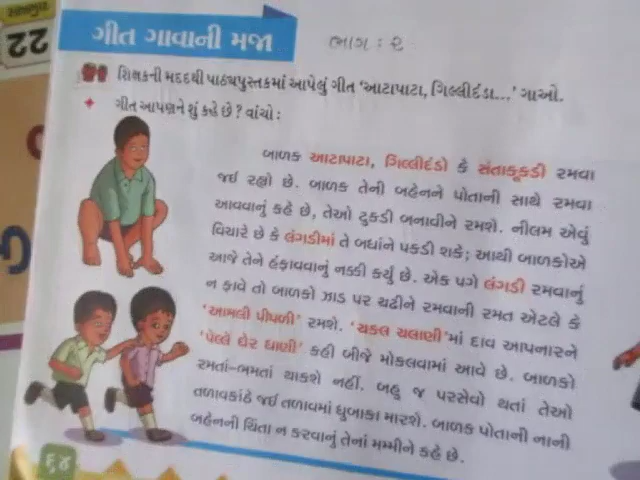 22
ગીત ગાવાની મજા
ભાગ : ૨
શિક્ષકની મદદથી પાઠ્યપુસ્તકમાં આપેલું ગીત ‘આટાપાટા, ગિલ્લીદંડા...’ ગાઓ.
ગીત આપણને શું કહે છે ? વાંચો :
બાળક આટાપાટા, ગિલ્લીદંડો કે સંતાકૂકડી રમવા
જઈ રહ્યો છે. બાળક તેની બહેનને પોતાની સાથે રમવા
આવવાનું કહે છે, તેઓ ટુકડી બનાવીને રમશે. નીલમ એવું
વિચારે છે કે લંગડીમાં તે બધાંને પકડી શકે; આથી બાળકોએ
આજે તેને હંફાવવાનું નક્કી કર્યું છે. એક પગે લંગડી રમવાનું
ન ફાવે તો બાળકો ઝાડ પર ચઢીને રમવાની રમત એટલે કે
‘આમલી પીપળી’ રમશે. ‘ચકલ ચલાણી’માં દાવ આપનારને
‘પેલ્લે ઘેર ધાણી’ કહી બીજે મોકલવામાં આવે છે. બાળકો
રમતાં-ભમતાં થાકશે નહીં. બહુ જ પરસેવો થતાં તેઓ
તળાવકાંઠે જઈ તળાવમાં ધુબાકા મારશે. બાળક પોતાની નાની
બહેનની ચિંતા ન કરવાનું તેનાં મમ્મીને કહે છે.
૬૪